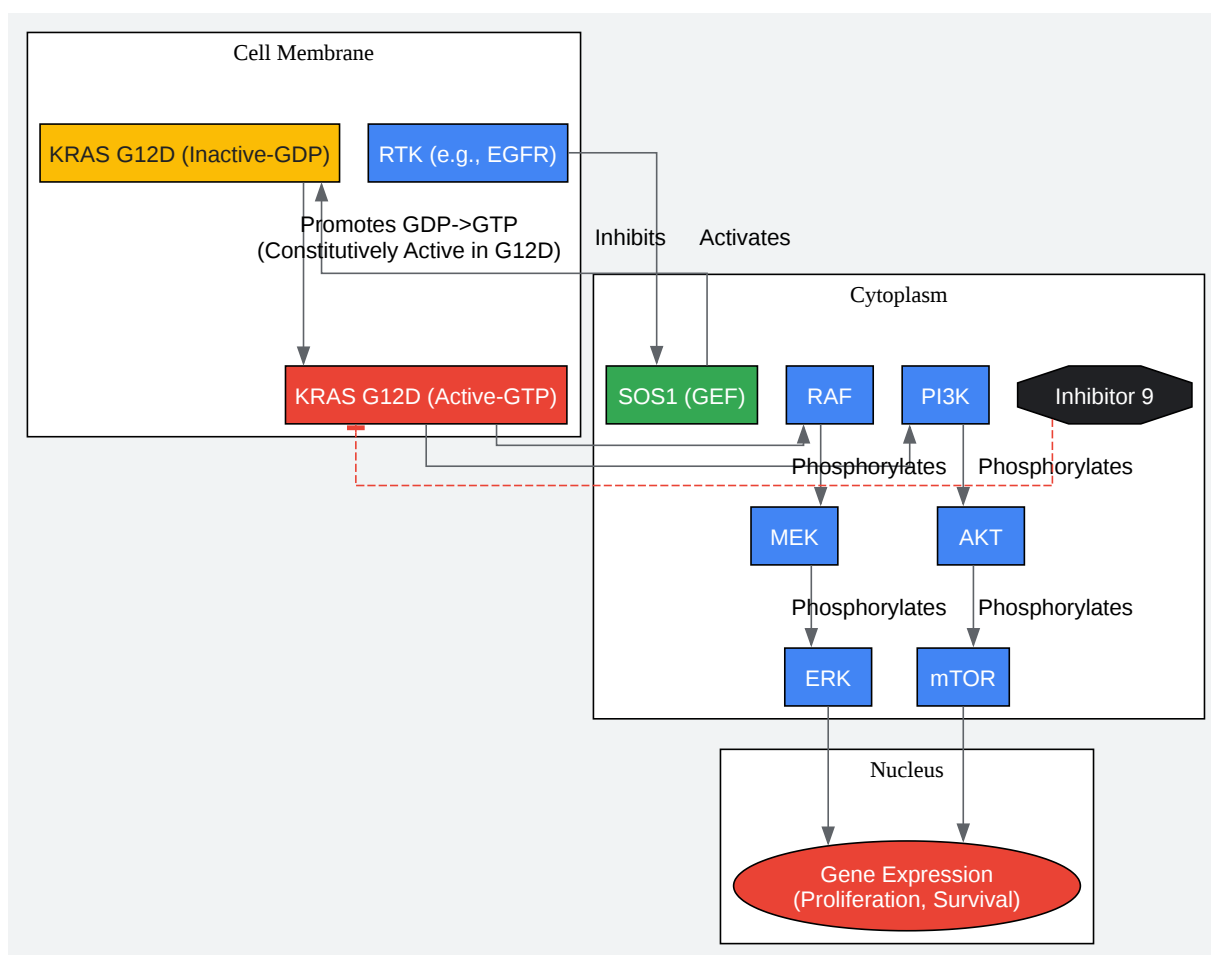 Cell Membrane
KRAS G12D (Inactive-GDP)
RTK (e.g., EGFR)
Promotes GDP->GTP
(Constitutively Active in G12D)
Inhibits
Activates
Cytoplasm
KRAS G12D (Active-GTP)
SOS1 (GEF)
RAF
PI3K
Inhibitor 9
Phosphorylates
Phosphorylates
MEK
AKT
Phosphorylates
Phosphorylates
ERK
mTOR
Nucleus
Gene Expression
(Proliferation, Survival)